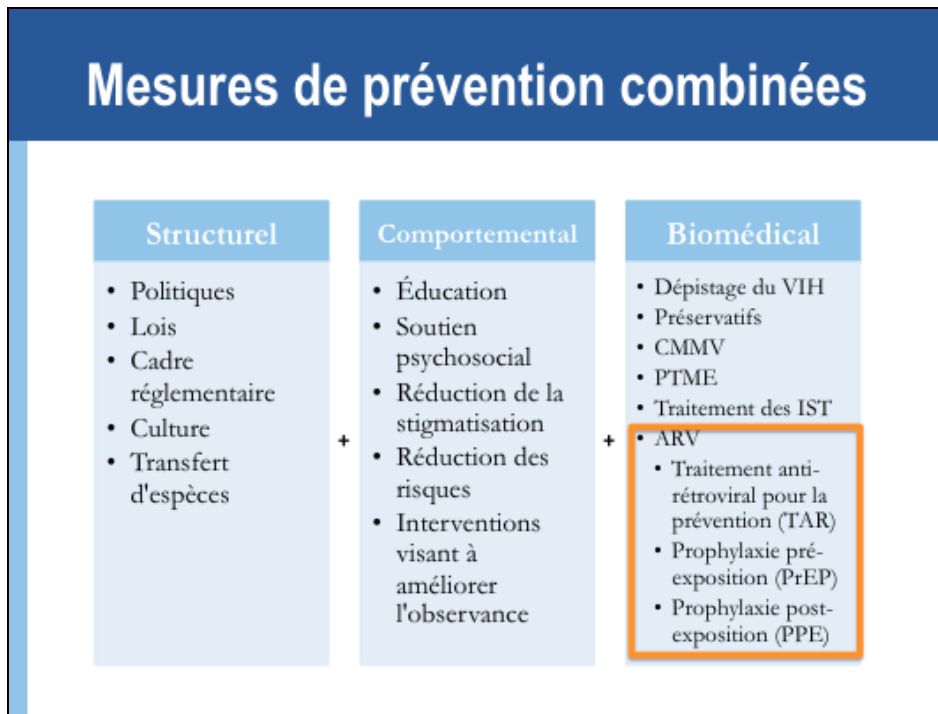 Mesures de prévention combinées
Structurel
• Politiques
• Lois
• Cadre
réglementaire
• Culture
• Transfert
d'espèces
+
Comportemental
• Éducation
• Soutien
psychosocial
• Réduction de la
stigmatisation
• Réduction des
risques
• Interventions
visant à
améliorer
l'observance
+
Biomédical
• Dépistage du VIH
• Préservatifs
• CMMV
• PTME
• Traitement des IST
• ARV
• Traitement anti-
rétroviral pour la
prévention (TAR)
• Prophylaxie pré-
exposition (PrEP)
• Prophylaxie post-
exposition (PPE)